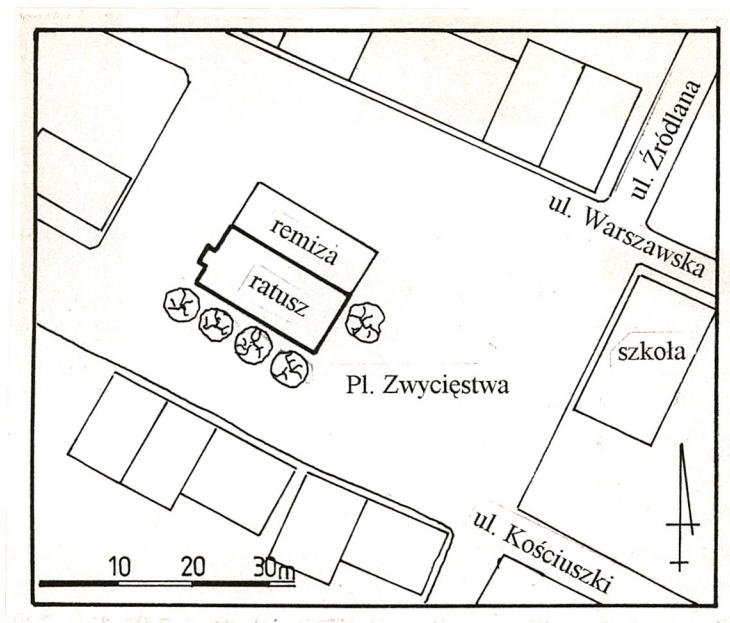 ul. Źródlana
ul. Warszawska
remiza
ratusz
szkoła
Pl. Zwycięstwa
ul. Kościuszki
10 20 30m